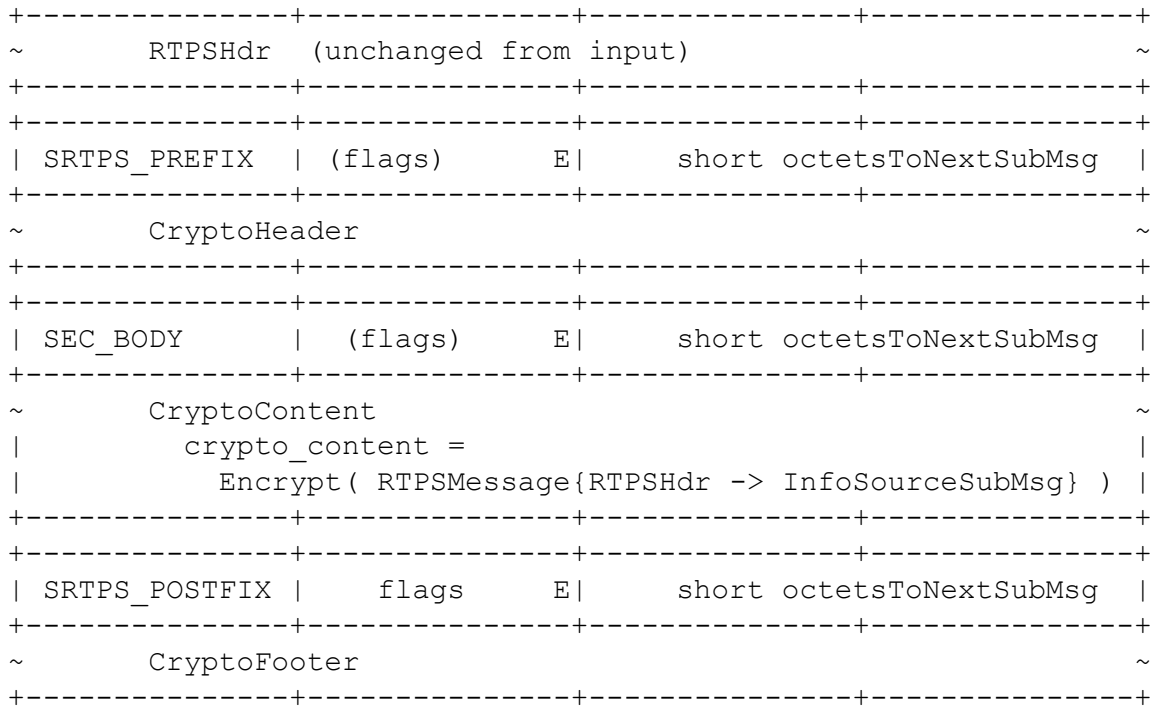 +---------------+---------------+---------------+---------------+
~       RTPSHdr  (unchanged from input)                         ~
+---------------+---------------+---------------+---------------+
+---------------+---------------+---------------+---------------+
| SRTPS_PREFIX  | (flags)      E|     short octetsToNextSubMsg  |
+---------------+---------------+---------------+---------------+
~       CryptoHeader                                            ~
+---------------+---------------+---------------+---------------+
+---------------+---------------+---------------+---------------+
| SEC_BODY      |  (flags)     E|     short octetsToNextSubMsg  |
+---------------+---------------+---------------+---------------+
~       CryptoContent                                           ~
|         crypto_content =                                      |
|           Encrypt( RTPSMessage{RTPSHdr -> InfoSourceSubMsg} ) |
+---------------+---------------+---------------+---------------+
+---------------+---------------+---------------+---------------+
| SRTPS_POSTFIX |    flags     E|     short octetsToNextSubMsg  |
+---------------+---------------+---------------+---------------+
~       CryptoFooter                                            ~
+---------------+---------------+---------------+---------------+